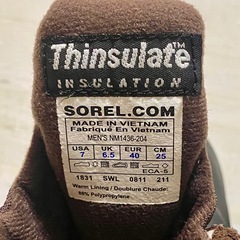 Thinsulate™
INSULATION
SOREL.COM
MADE IN VIETNAM
Fabriqué En Vietnam
MEN'S NM1436-204
USA UK EUR CM
7 6.5 40 25
ECA-5
1831 SWL 0811 211
Warm Lining / Doublure Chaude:
Polypropylene